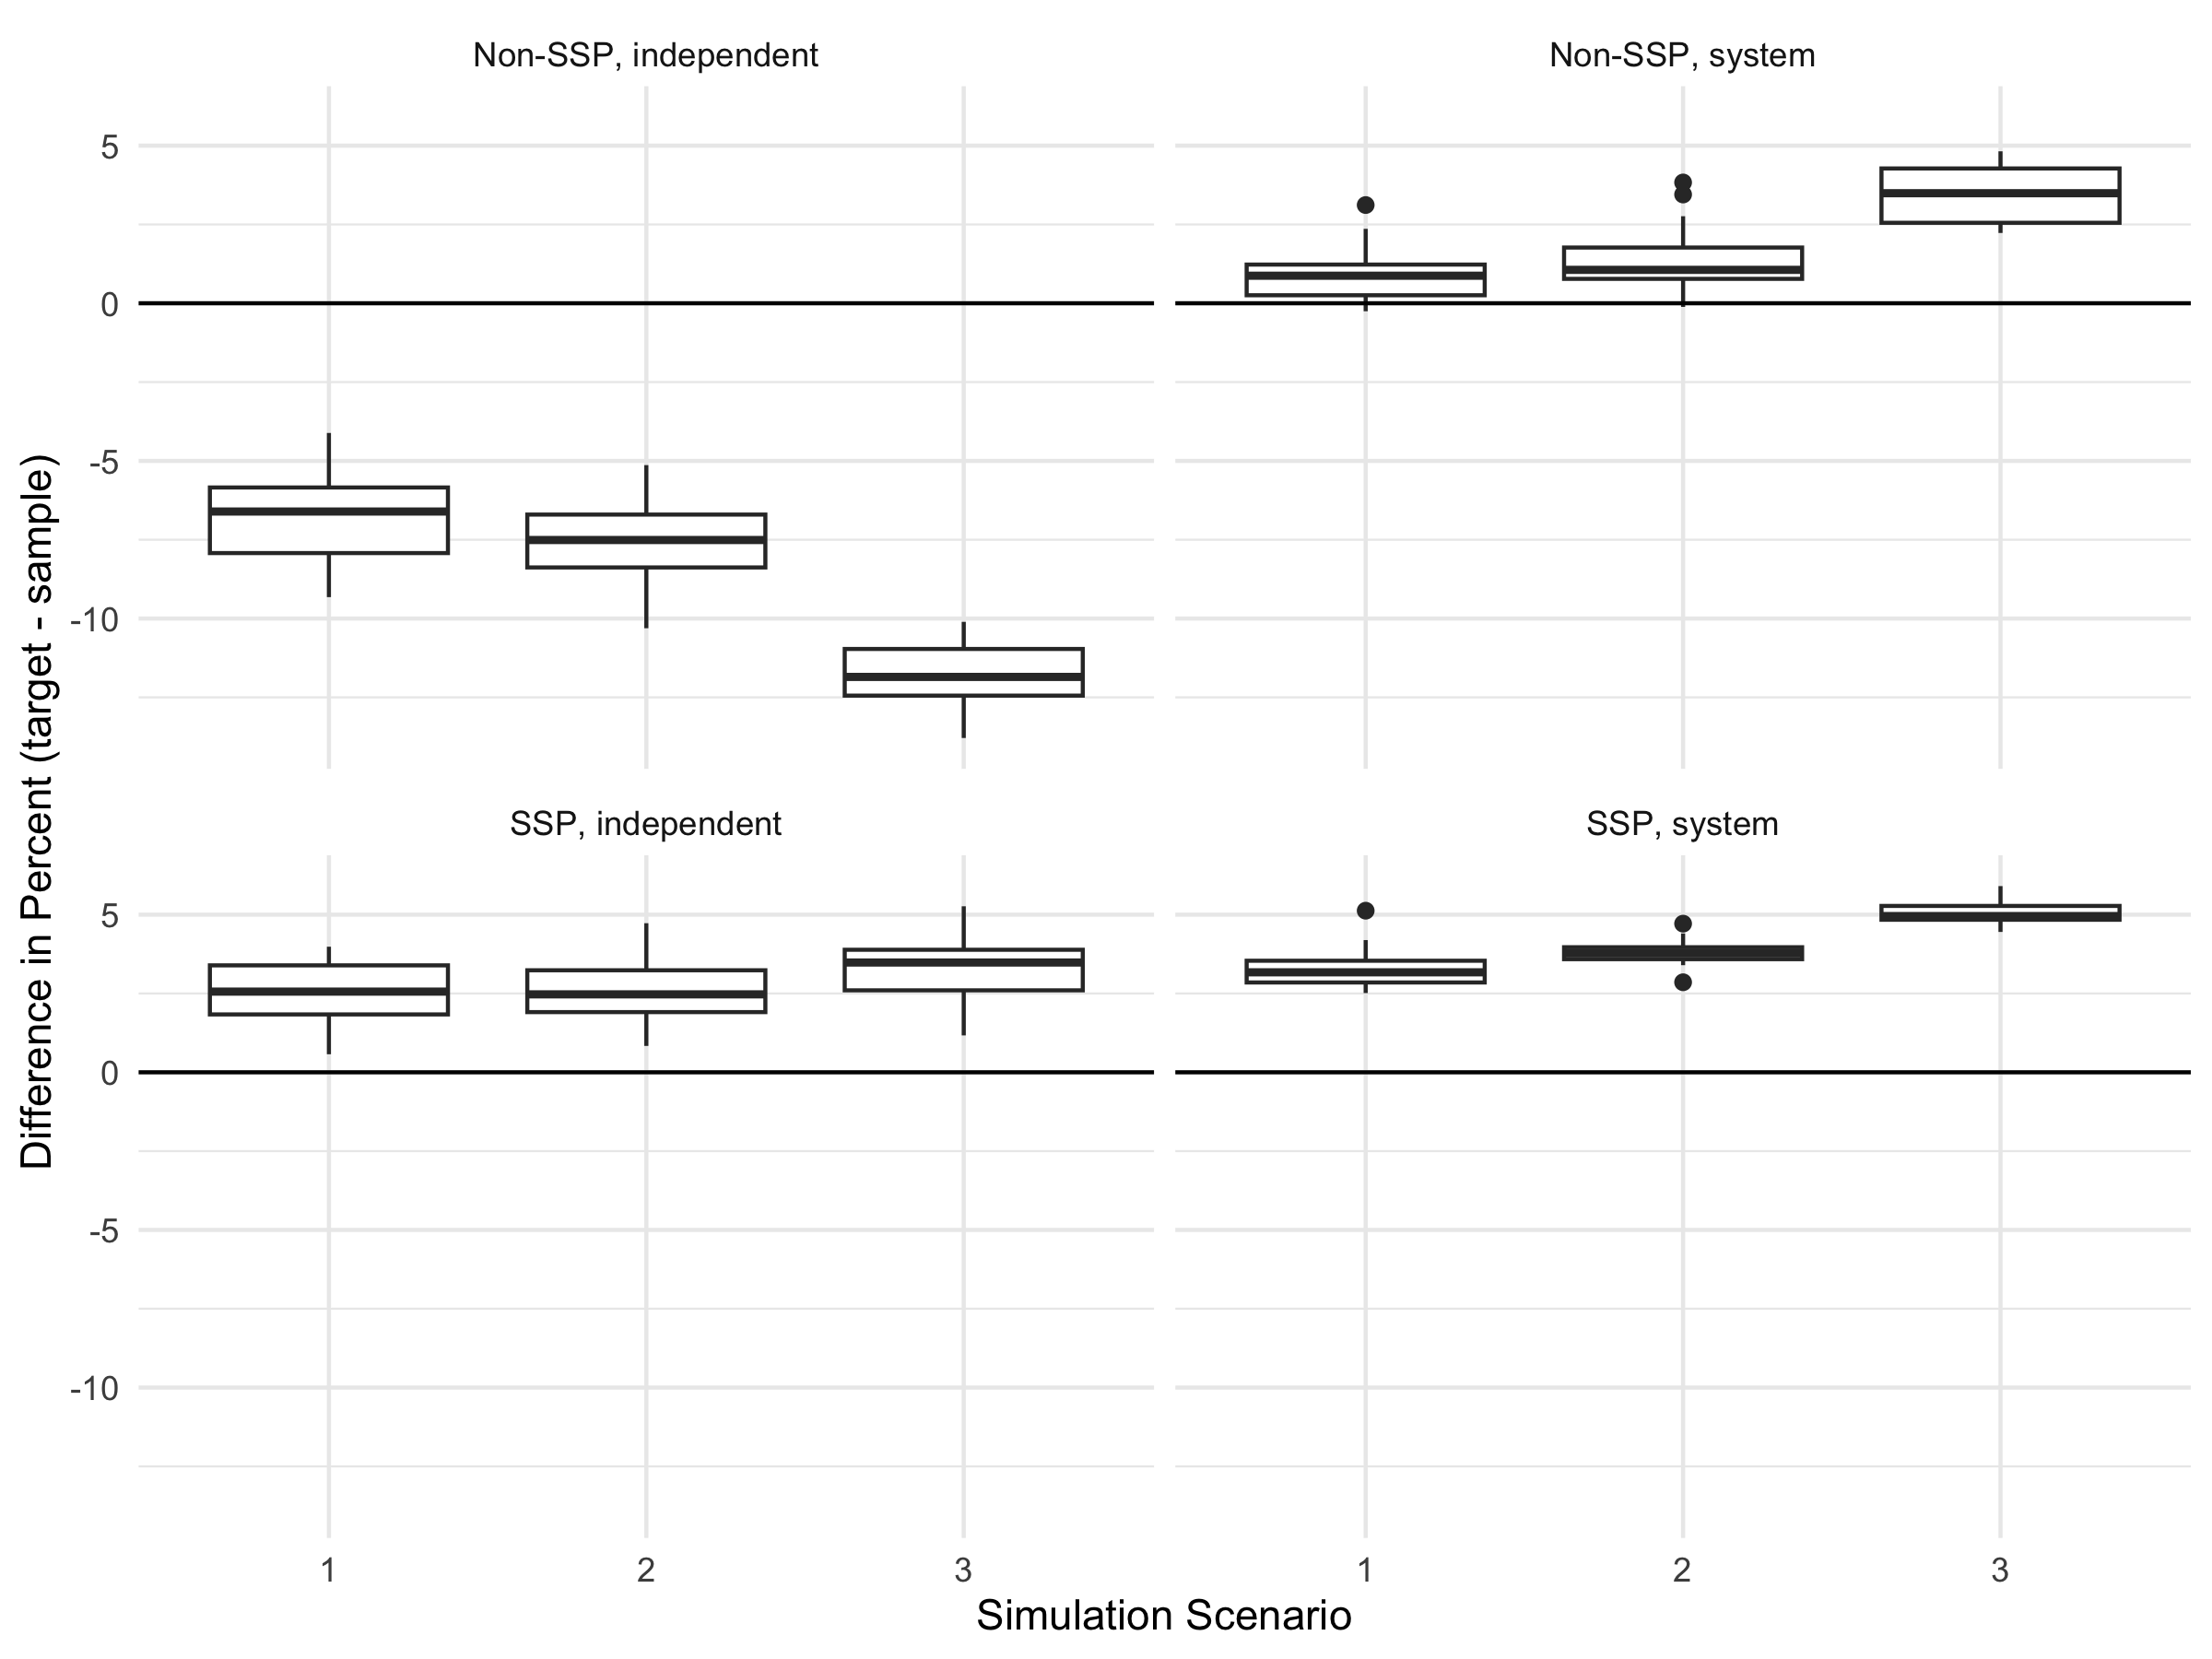 Non-SSP, independent
Non-SSP, system
5
0
-5
-10
SSP, independent
SSP, system
5
0
-5
-10
1
2
3
1
2
3
Simulation Scenario
Difference in Percent (target - sample)